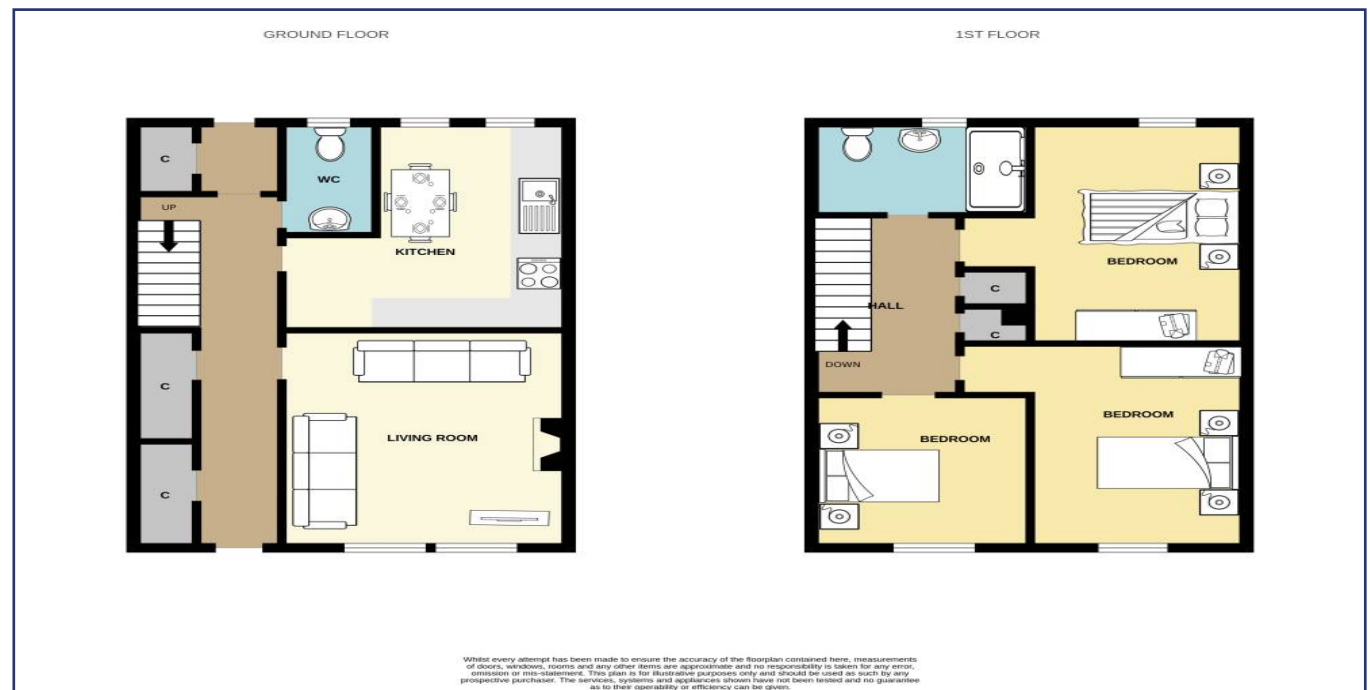 GROUND FLOOR
1ST FLOOR
C
WC
UP
KITCHEN
C
LIVING ROOM
C
BEDROOM
C
HALL
C
DOWN
BEDROOM
BEDROOM
Whilst every attempt has been made to ensure the accuracy of the floorplan contained here, measurements
of doors, windows, rooms and any other items are approximate and no responsibility is taken for any error,
omission or mis-statement. This plan is for illustrative purposes only and should be used as such by any
prospective purchaser. The services, systems and appliances shown have not been tested and no guarantee
as to their operability or efficiency can be given.